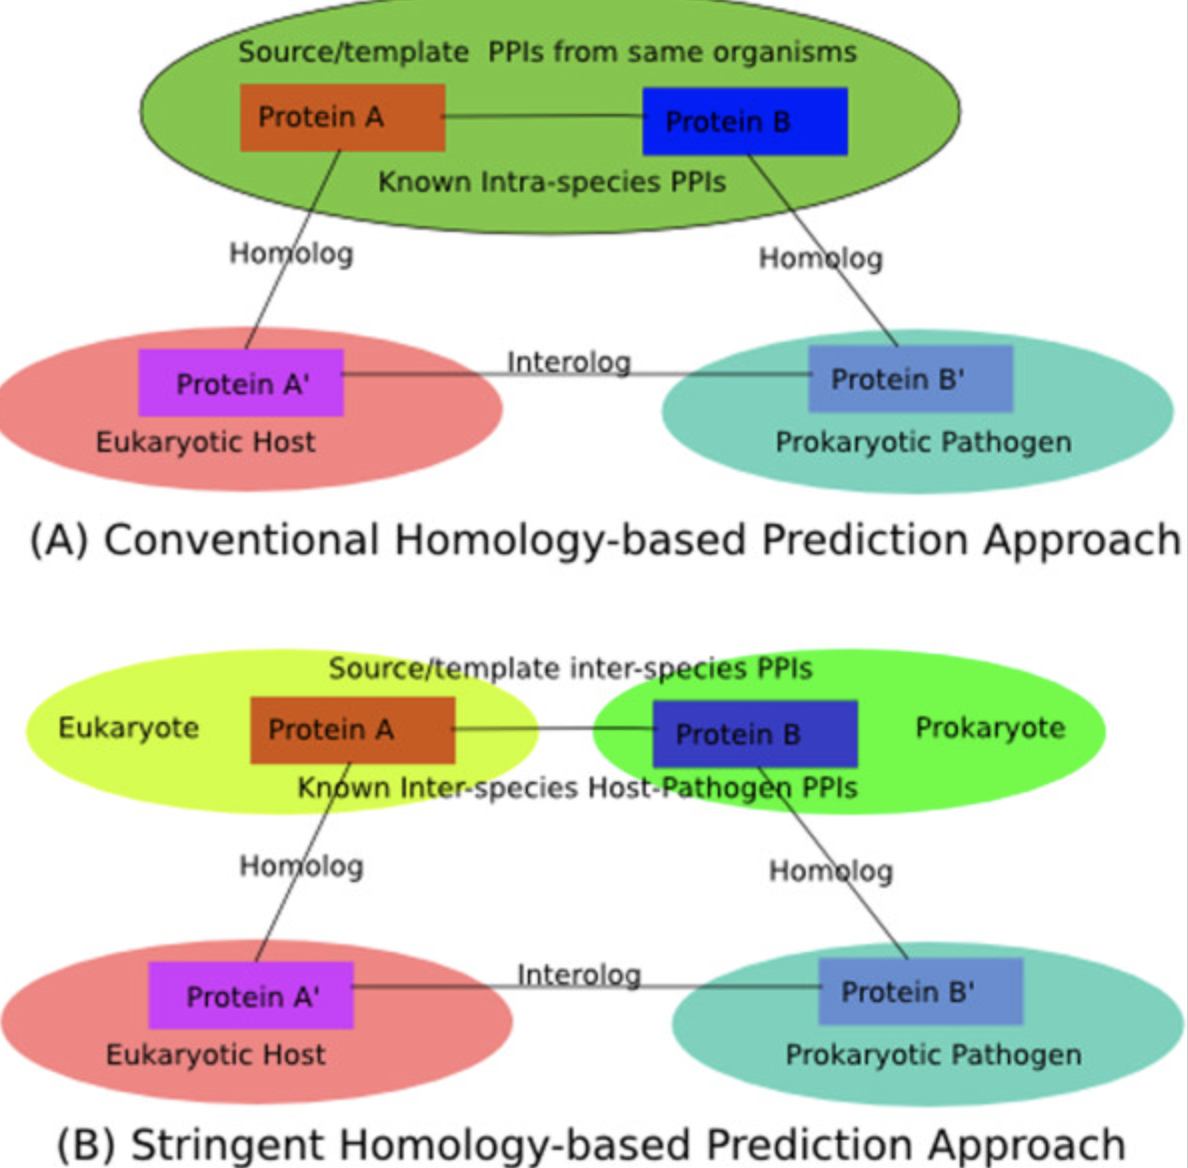 Source/template PPIs from same organisms
Protein A
Protein B
Known Intra-species PPIs
Homolog
Homolog
Interolog
Protein A'
Protein B'
Eukaryotic Host
Prokaryotic Pathogen
(A) Conventional Homology-based Prediction Approach
Source/template inter-species PPIs
Eukaryote
Protein A
Protein B
Prokaryote
Known Inter-species Host-Pathogen PPIs
Homolog
Homolog
Interolog
Protein A'
Protein B'
Eukaryotic Host
Prokaryotic Pathogen
(B) Stringent Homology-based Prediction Approach